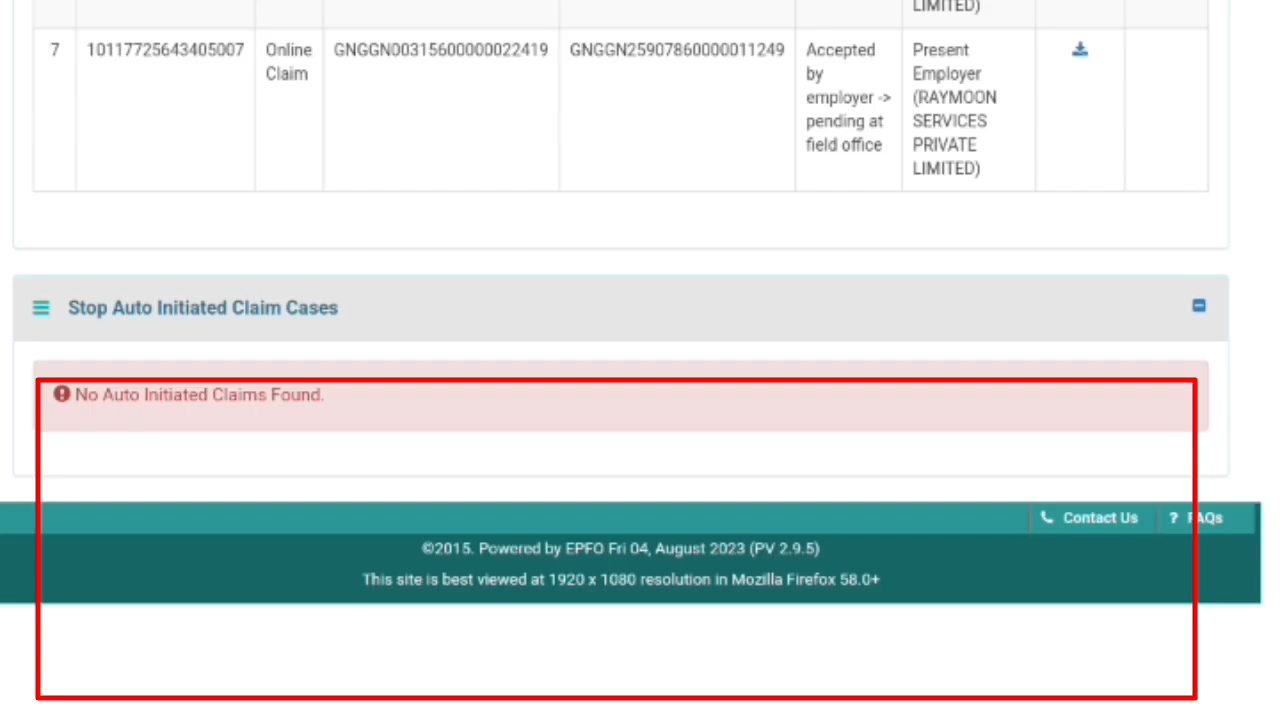 LIMITED)
7 10117725643405007 Online GNGGN00315600000022419 GNGGN25907860000011249 Accepted Present
Claim by Employer
employer -> (RAYMOON
pending at SERVICES
field office PRIVATE
LIMITED)
Stop Auto Initiated Claim Cases
No Auto Initiated Claims Found.
Contact Us ? FAQs
©2015. Powered by EPFO Fri 04, August 2023 (PV 2.9.5)
This site is best viewed at 1920 x 1080 resolution in Mozilla Firefox 58.0+